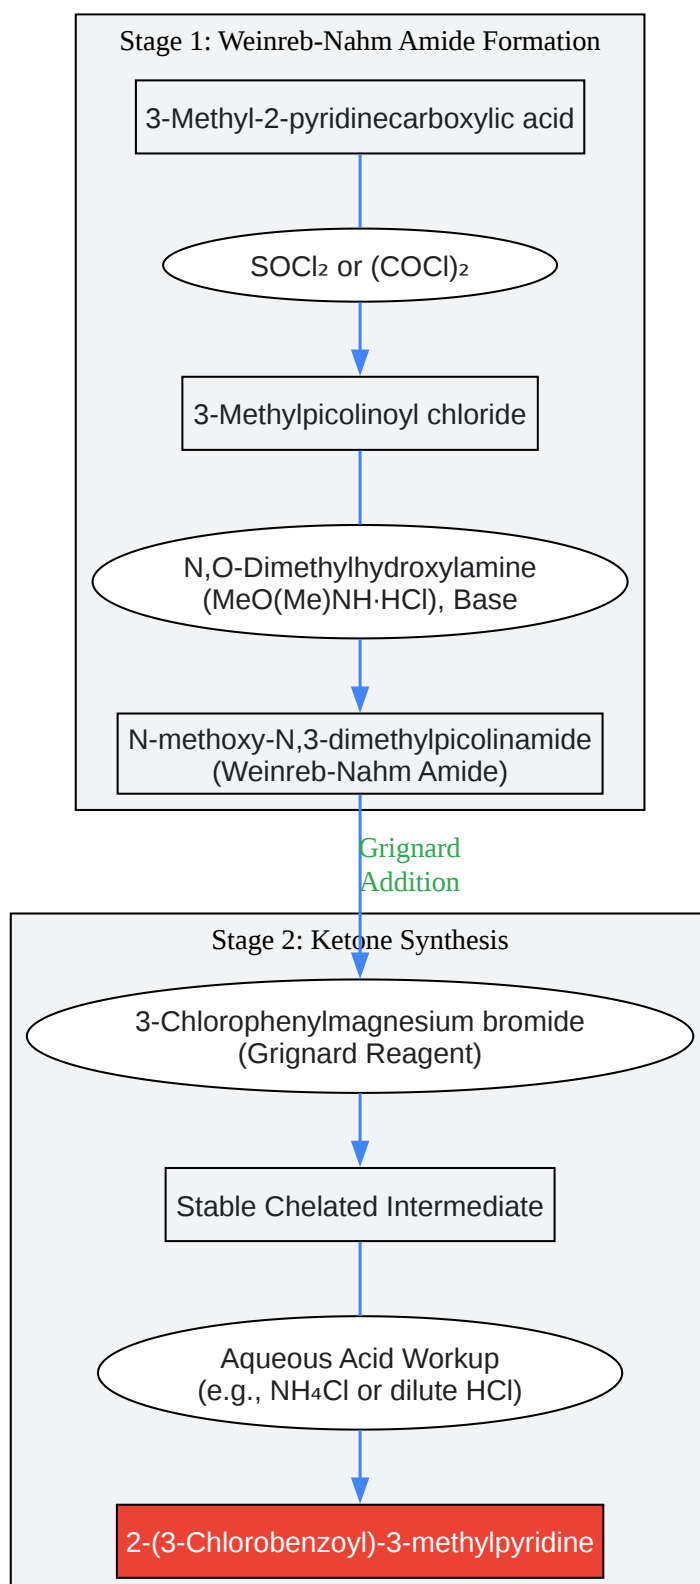 Stage 1: Weinreb-Nahm Amide Formation
3-Methyl-2-pyridinecarboxylic acid
SOCl₂ or (COCl)₂
3-Methylpicolinoyl chloride
N,O-Dimethylhydroxylamine
(MeO(Me)NH·HCl), Base
N-methoxy-N,3-dimethylpicolinamide
(Weinreb-Nahm Amide)
Grignard
Addition
Stage 2: Ketone Synthesis
3-Chlorophenylmagnesium bromide
(Grignard Reagent)
Stable Chelated Intermediate
Aqueous Acid Workup
(e.g., NH₄Cl or dilute HCl)
2-(3-Chlorobenzoyl)-3-methylpyridine